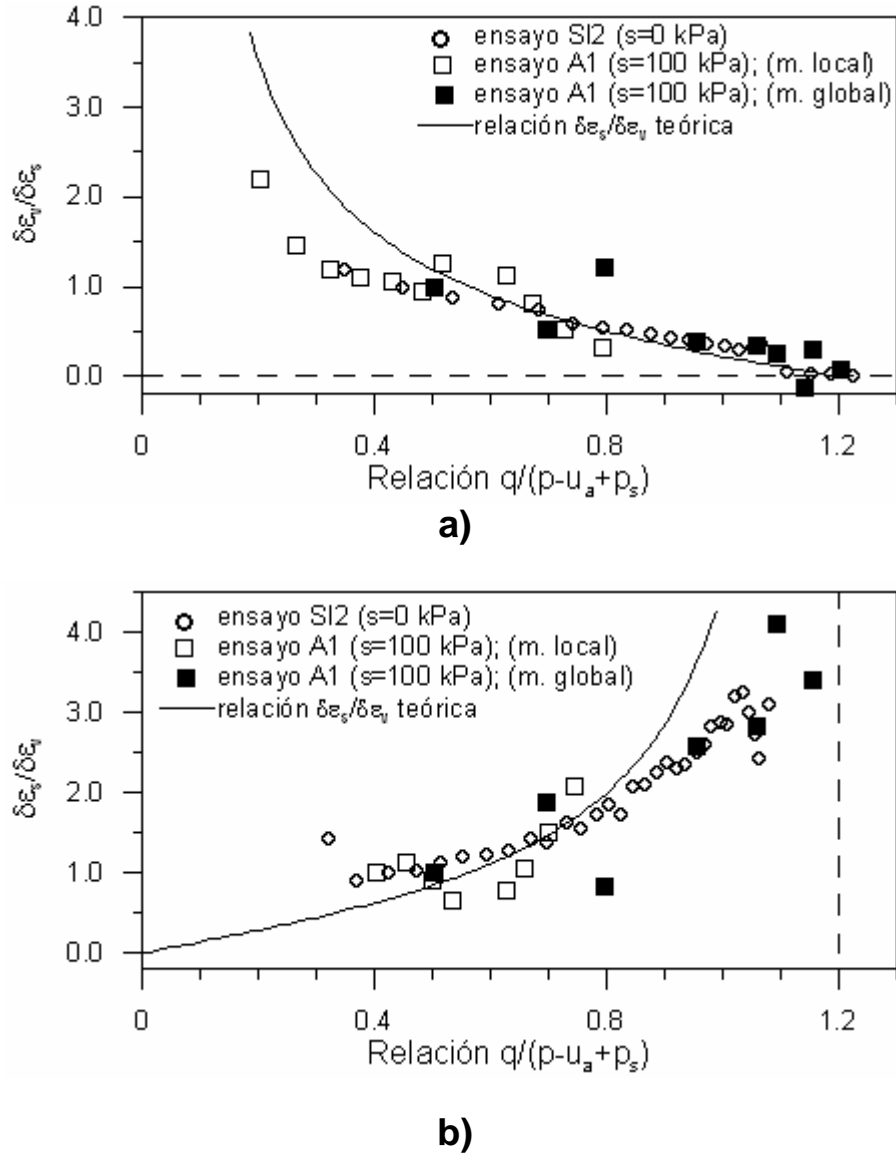 4.0
ensayo SI2 (s=0 kPa)
ensayo A1 (s=100 kPa); (m. local)
ensayo A1 (s=100 kPa); (m. global)
relación δεₛ/δεᵥ teórica
3.0
2.0
1.0
0.0
δεᵥ/δεₛ
0
0.4
0.8
1.2
Relación q/(p-uₐ+pₛ)
a)
ensayo SI2 (s=0 kPa)
ensayo A1 (s=100 kPa); (m. local)
ensayo A1 (s=100 kPa); (m. global)
relación δεₛ/δεᵥ teórica
4.0
3.0
2.0
1.0
0.0
δεₛ/δεᵥ
0
0.4
0.8
1.2
Relación q/(p-uₐ+pₛ)
b)